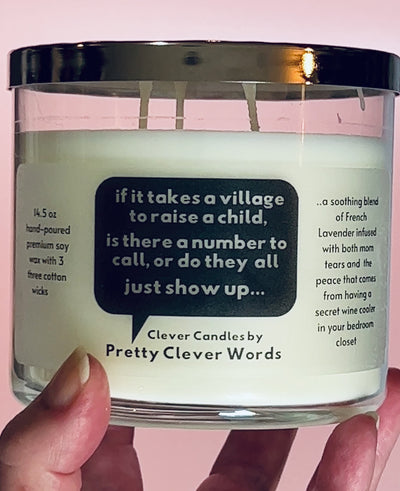 14.5 oz
hand-poured
premium soy
wax with 3
three cotton
wicks
if it takes a village
to raise a child,
is there a number to
call, or do they all
just show up...
Clever Candles by
Pretty Clever Words
..a soothing blend
of French
Lavender infused
with both mom
tears and the
peace that comes
from having a
secret wine cooler
in your bedroom
closet